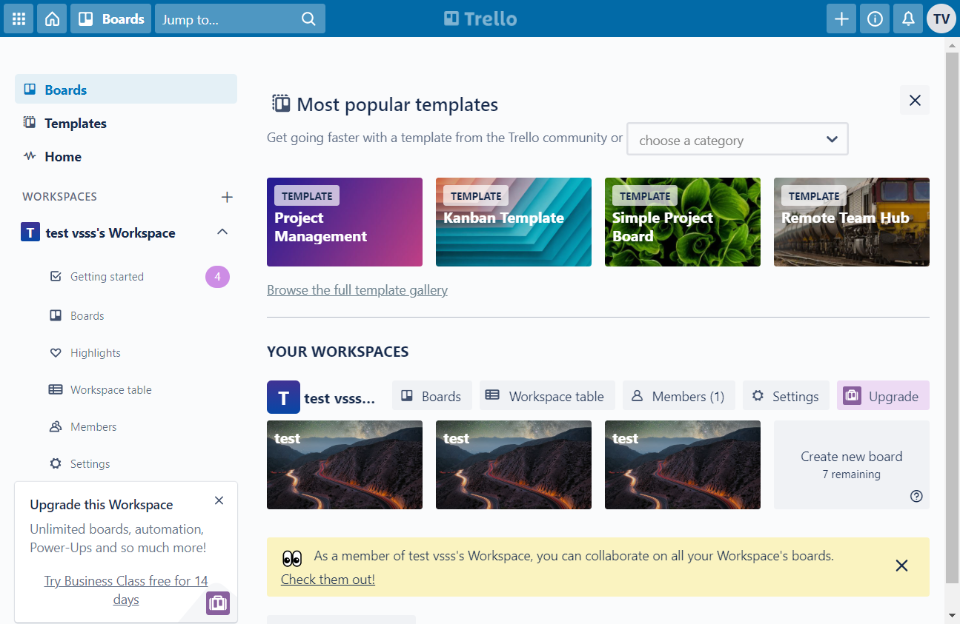 Boards
Jump to...
Trello
TV
Boards
Templates
Home
WORKSPACES
T test vsss's Workspace
Getting started
4
Boards
Highlights
Workspace table
Members
Settings
Upgrade this Workspace
Unlimited boards, automation,
Power-Ups and so much more!
Try Business Class free for 14
days
Most popular templates
Get going faster with a template from the Trello community or
choose a category
TEMPLATE
Project
Management
TEMPLATE
Kanban Template
TEMPLATE
Simple Project
Board
TEMPLATE
Remote Team Hub
Browse the full template gallery
YOUR WORKSPACES
T test vsss...
Boards
Workspace table
Members (1)
Settings
Upgrade
test
test
test
Create new board
7 remaining
As a member of test vsss's Workspace, you can collaborate on all your Workspace's boards.
Check them out!